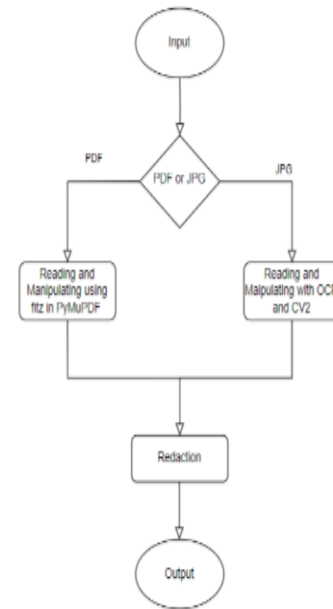 Input
PDF
JPG
PDF or JPG
Reading and
Manipulating using
fitz in PyMuPDF
Reading and
Malpulating with OCR
and CV2
Redaction
Output